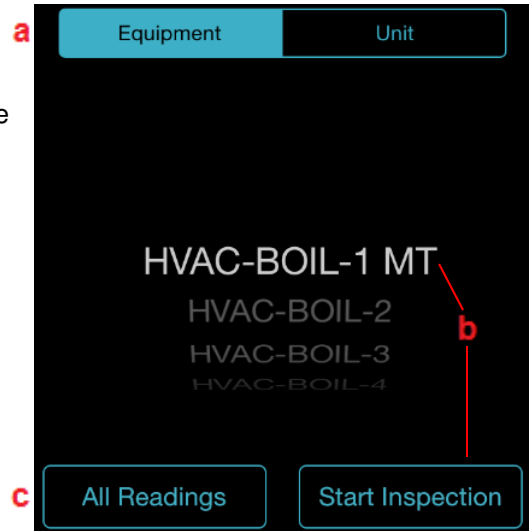 a Equipment Unit
e
HVAC-BOIL-1 MT
HVAC-BOIL-2
b
HVAC-BOIL-3
HVAC-BOIL-4
c All Readings Start Inspection